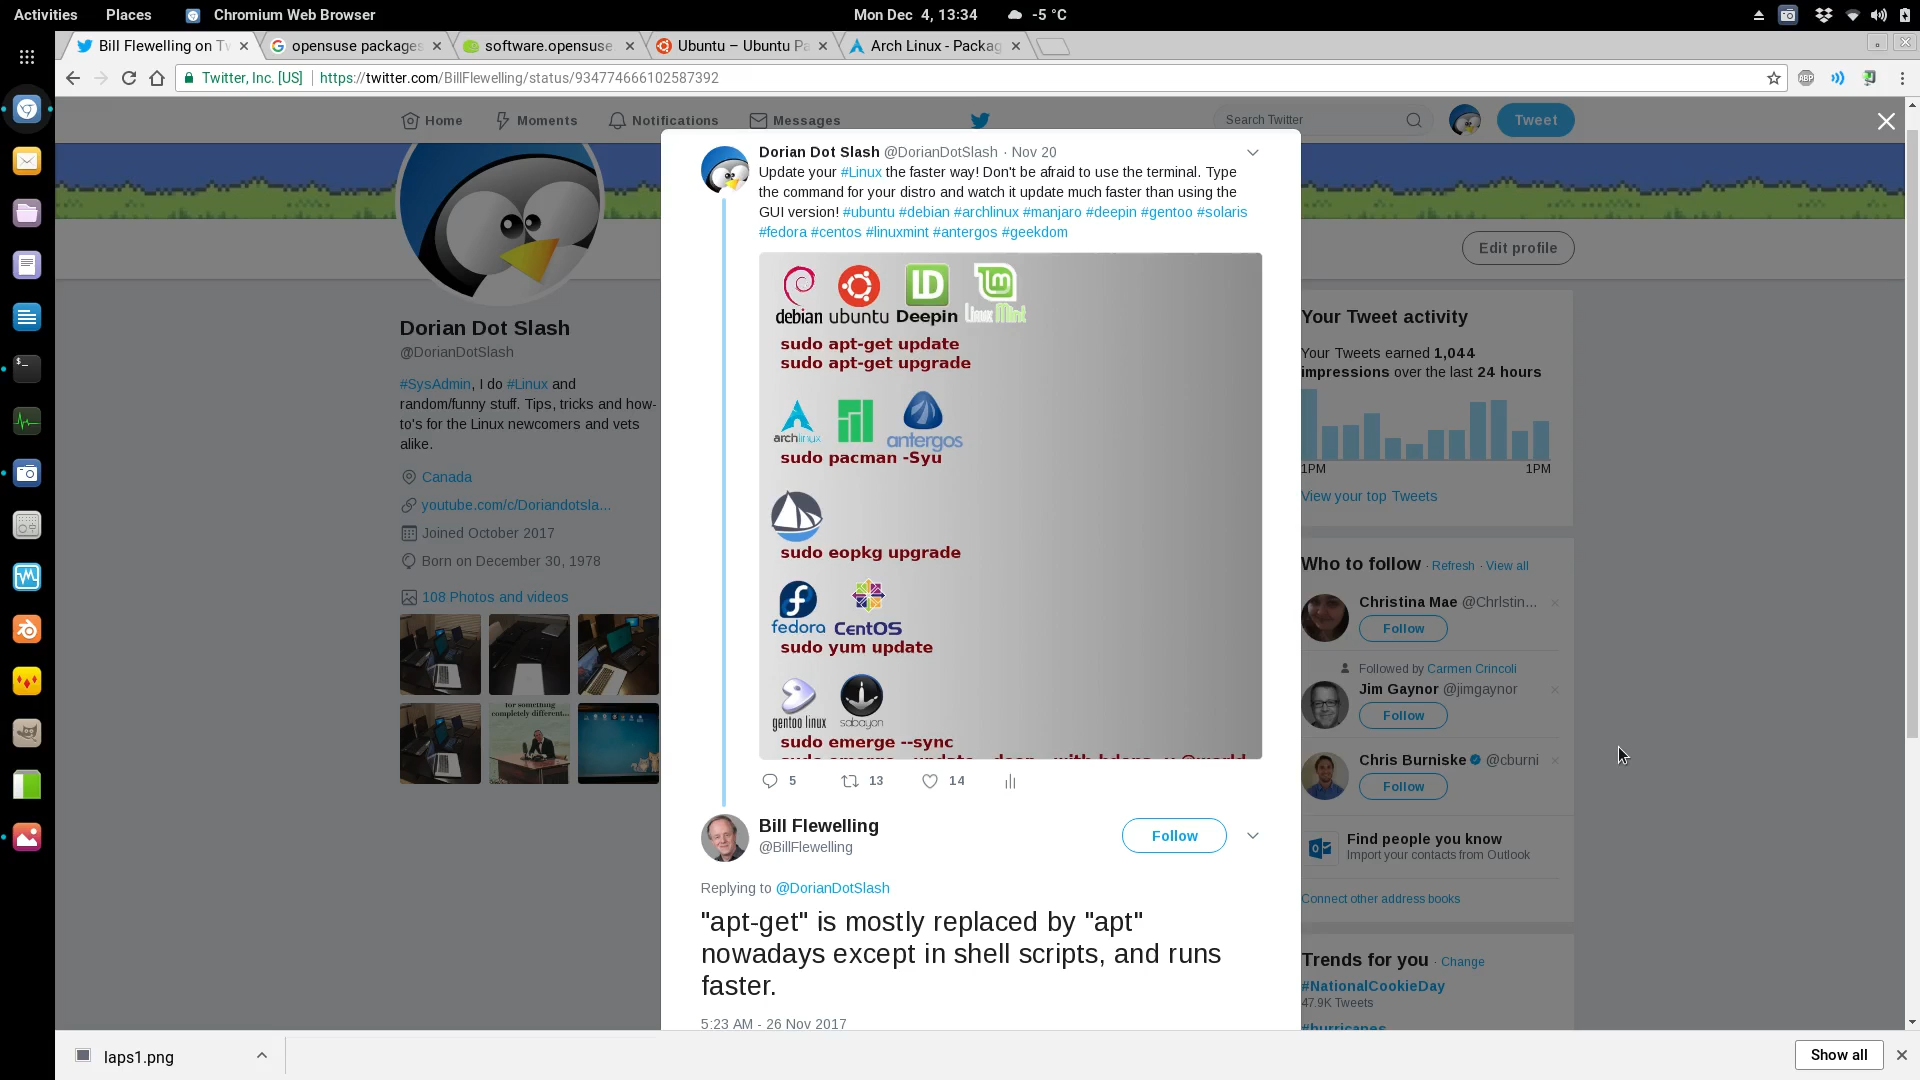 Activities Places Chromium Web Browser Mon Dec 4, 13:34 -5 °C
Bill Flewelling on Tw
opensuse packages
software.opensuse
Ubuntu – Ubuntu Pa
Arch Linux - Packag
Twitter, Inc. [US] https://twitter.com/BillFlewelling/status/934774666102587392
ABP
Home Moments Notifications Messages
Search Twitter
Tweet
Edit profile
Dorian Dot Slash
@DorianDotSlash
#SysAdmin, I do #Linux and
random/funny stuff. Tips, tricks and how-
to's for the Linux newcomers and vets
alike.
Canada
youtube.com/c/Doriandotsla...
Joined October 2017
Born on December 30, 1978
108 Photos and videos
for something
completely different...
Dorian Dot Slash @DorianDotSlash · Nov 20
Update your #Linux the faster way! Don't be afraid to use the terminal. Type
the command for your distro and watch it update much faster than using the
GUI version! #ubuntu #debian #archlinux #manjaro #deepin #gentoo #solaris
#fedora #centos #linuxmint #antergos #geekdom
debian ubuntu Deepin Linux Mint
sudo apt-get update
sudo apt-get upgrade
archlinux antergos
sudo pacman -Syu
sudo eopkg upgrade
fedora CentOS
sudo yum update
gentoo linux sabayon
sudo emerge --sync
5 13 14
Bill Flewelling
@BillFlewelling
Follow
Replying to @DorianDotSlash
"apt-get" is mostly replaced by "apt"
nowadays except in shell scripts, and runs
faster.
5:23 AM - 26 Nov 2017
Your Tweet activity
Your Tweets earned 1,044
impressions over the last 24 hours
1PM 1PM
View your top Tweets
Who to follow · Refresh · View all
Christina Mae @Chrlstin...
Follow
Followed by Carmen Crincoli
Jim Gaynor @jimgaynor
Follow
Chris Burniske @cburni
Follow
Find people you know
Import your contacts from Outlook
Connect other address books
Trends for you · Change
#NationalCookieDay
47.9K Tweets
#hurricanes
laps1.png
Show all